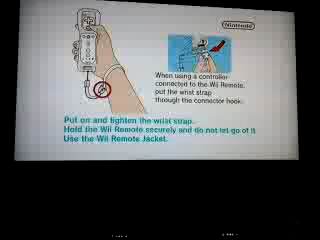 Nintendo
When using a controller
connected to the Wii Remote,
put the wrist strap
through the connector hook.
Put on and tighten the wrist strap.
Hold the Wii Remote securely and do not let go of it.
Use the Wii Remote Jacket.